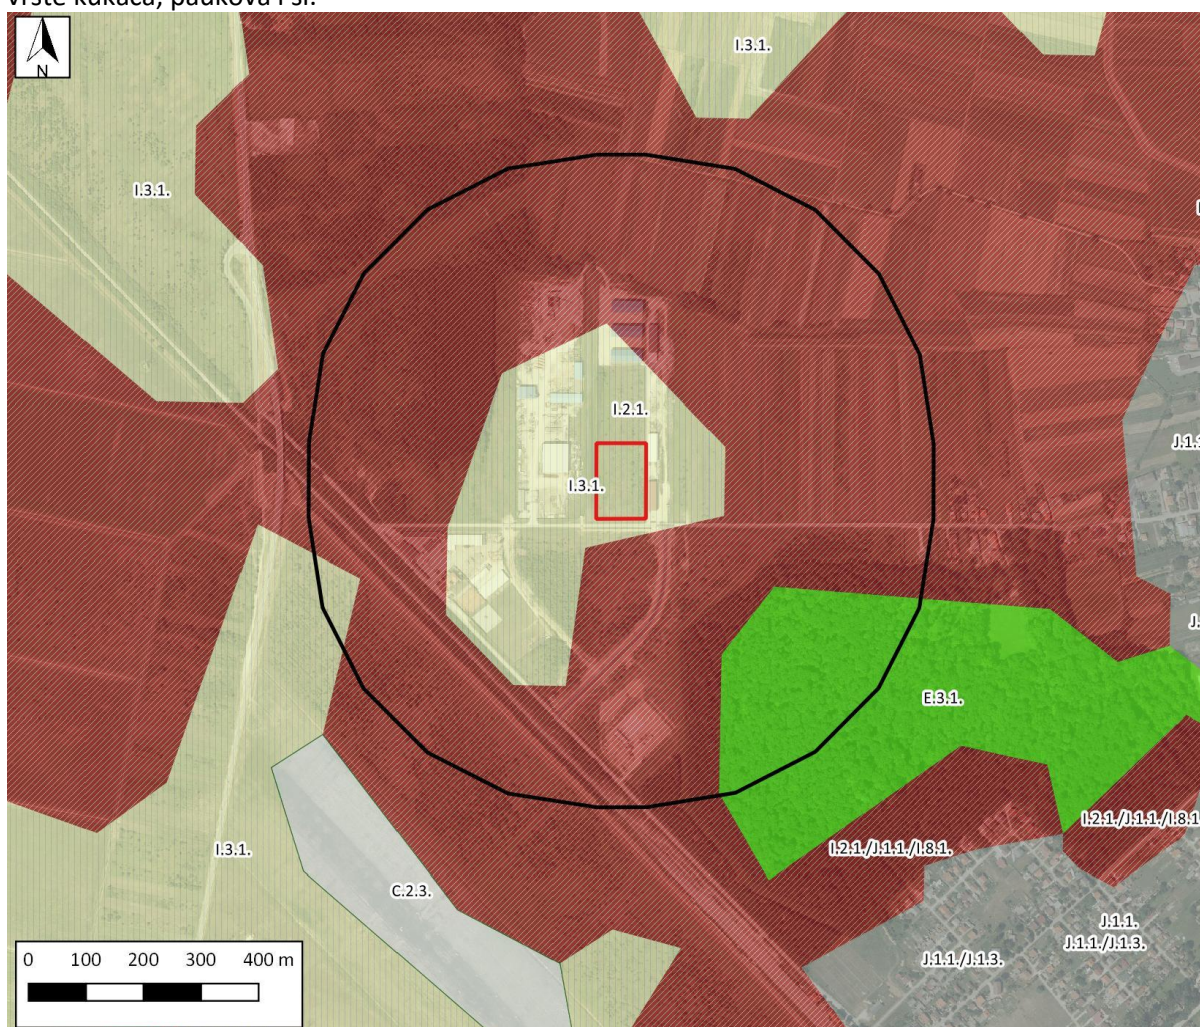 vrste kukaca, paukova i sl.
N
I.3.1.
I.3.1.
I.2.1.
I.3.1.
E.3.1.
I.2.1./J.1.1./I.8.1.
I.2.1./J.1.1./I.8.1
I.3.1.
C.2.3.
J.1.1.
J.1.1./J.1.3.
J.1.1./J.1.3.
0 100 200 300 400 m